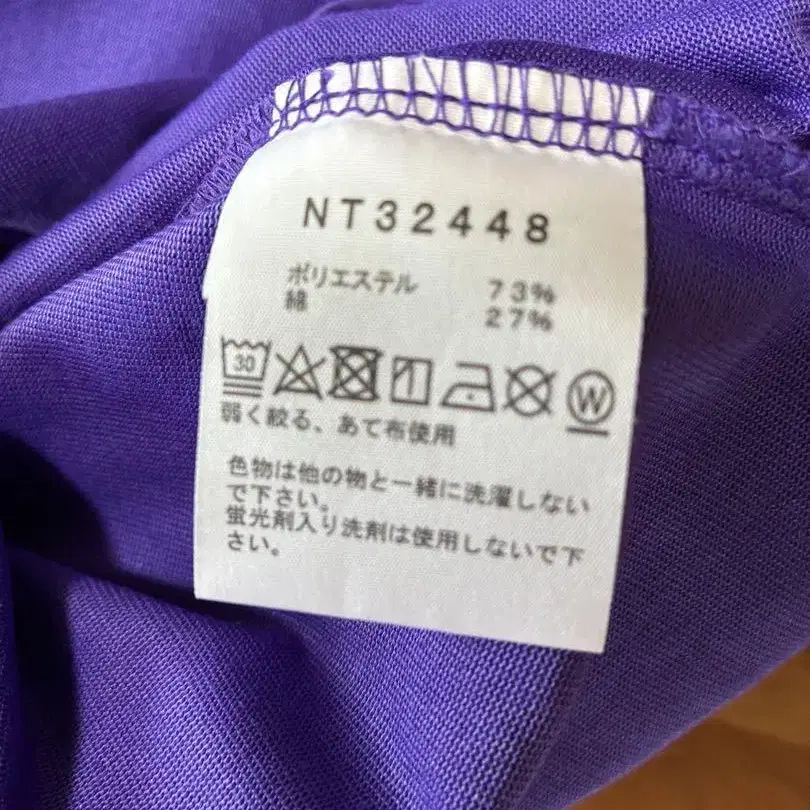 NT32448
ポリエステル 73%
綿 27%
30 W
弱く絞る、あて布使用
色物は他の物と一緒に洗濯しない
で下さい。
蛍光剤入り洗剤は使用しないで下
さい。